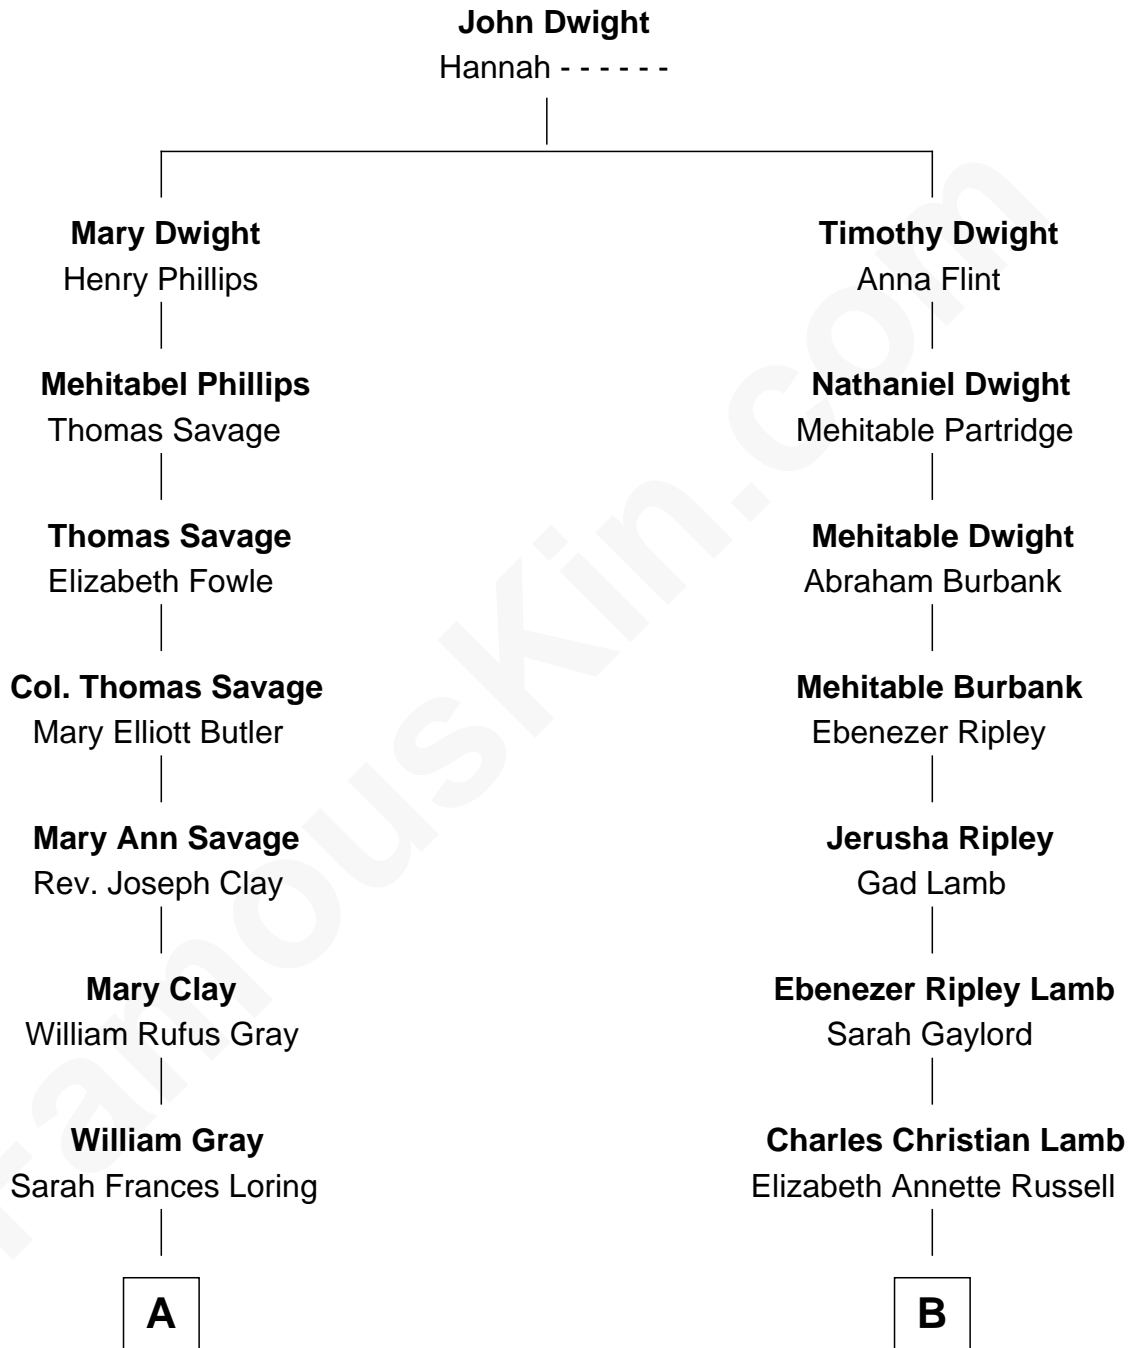 John Dwight
Hannah - - - - - -
Mary Dwight
Henry Phillips
Timothy Dwight
Anna Flint
Mehitabel Phillips
Thomas Savage
Nathaniel Dwight
Mehitable Partridge
Thomas Savage
Elizabeth Fowle
Mehitable Dwight
Abraham Burbank
Col. Thomas Savage
Mary Elliott Butler
Mehitable Burbank
Ebenezer Ripley
Mary Ann Savage
Rev. Joseph Clay
Jerusha Ripley
Gad Lamb
Mary Clay
William Rufus Gray
Ebenezer Ripley Lamb
Sarah Gaylord
William Gray
Sarah Frances Loring
Charles Christian Lamb
Elizabeth Annette Russell
A
B
FamousKin.com